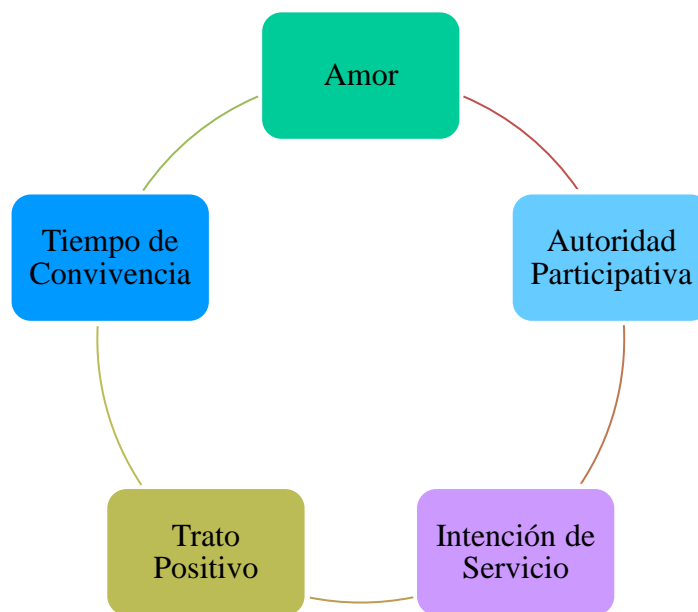 Amor
Autoridad
Participativa
Intención de
Servicio
Trato
Positivo
Tiempo de
Convivencia